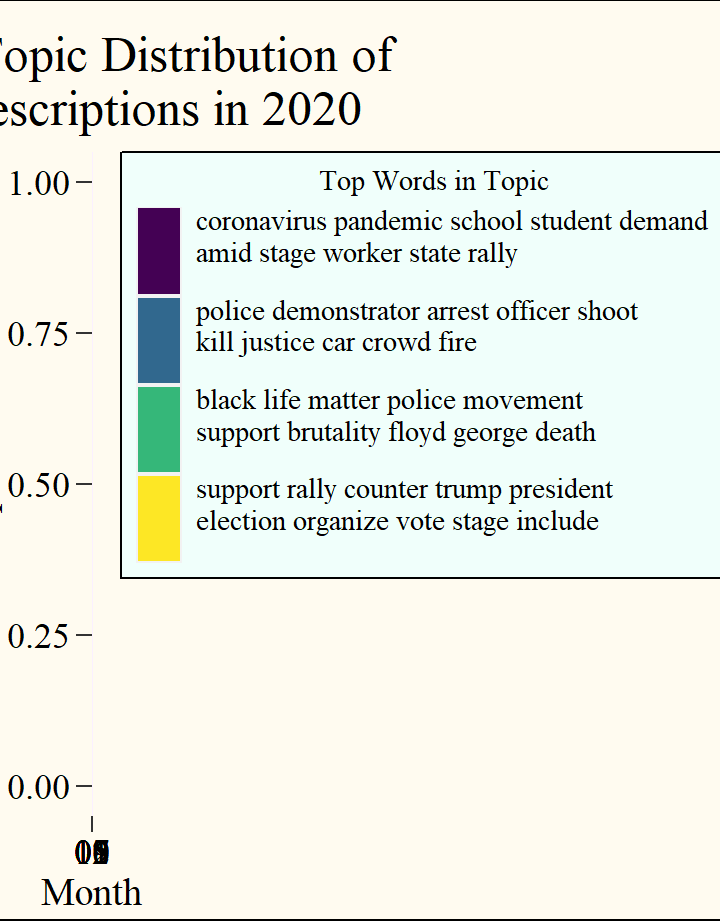 opic Distribution of
escriptions in 2020
Top Words in Topic
coronavirus pandemic school student demand
amid stage worker state rally
police demonstrator arrest officer shoot
kill justice car crowd fire
black life matter police movement
support brutality floyd george death
support rally counter trump president
election organize vote stage include
1.00
0.75
0.50
0.25
0.00
Month